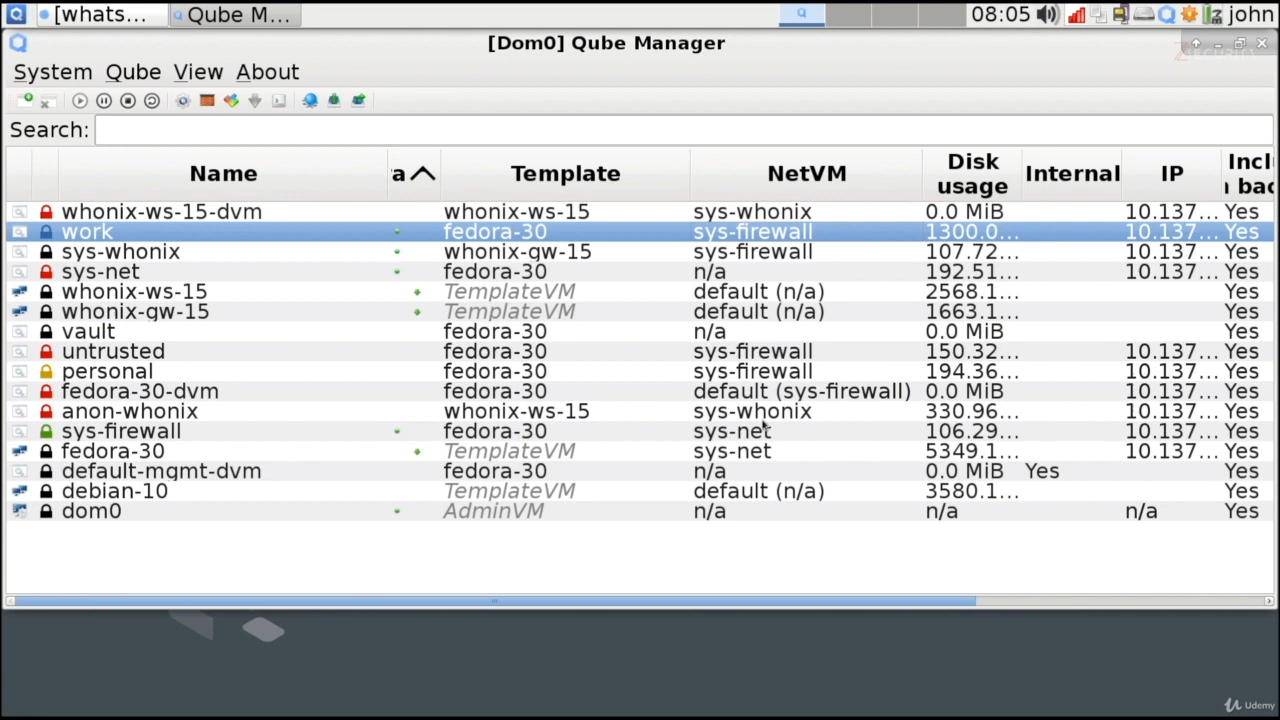 [whats... Qube M... 08:05 john
[Dom0] Qube Manager
System Qube View About
Search:
Name a Template NetVM Disk usage Internal IP Incl
whonix-ws-15-dvm whonix-ws-15 sys-whonix 0.0 MiB 10.137... Yes
work fedora-30 sys-firewall 1300.0... 10.137... Yes
sys-whonix whonix-gw-15 sys-firewall 107.72... 10.137... Yes
sys-net fedora-30 n/a 192.51... 10.137... Yes
whonix-ws-15 TemplateVM default (n/a) 2568.1... Yes
whonix-gw-15 TemplateVM default (n/a) 1663.1... Yes
vault fedora-30 n/a 0.0 MiB Yes
untrusted fedora-30 sys-firewall 150.32... 10.137... Yes
personal fedora-30 sys-firewall 194.36... 10.137... Yes
fedora-30-dvm fedora-30 default (sys-firewall) 0.0 MiB 10.137... Yes
anon-whonix whonix-ws-15 sys-whonix 330.96... 10.137... Yes
sys-firewall fedora-30 sys-net 106.29... 10.137... Yes
fedora-30 TemplateVM sys-net 5349.1... 10.137... Yes
default-mgmt-dvm fedora-30 n/a 0.0 MiB Yes Yes
debian-10 TemplateVM default (n/a) 3580.1... Yes
dom0 AdminVM n/a n/a n/a Yes
Udemy